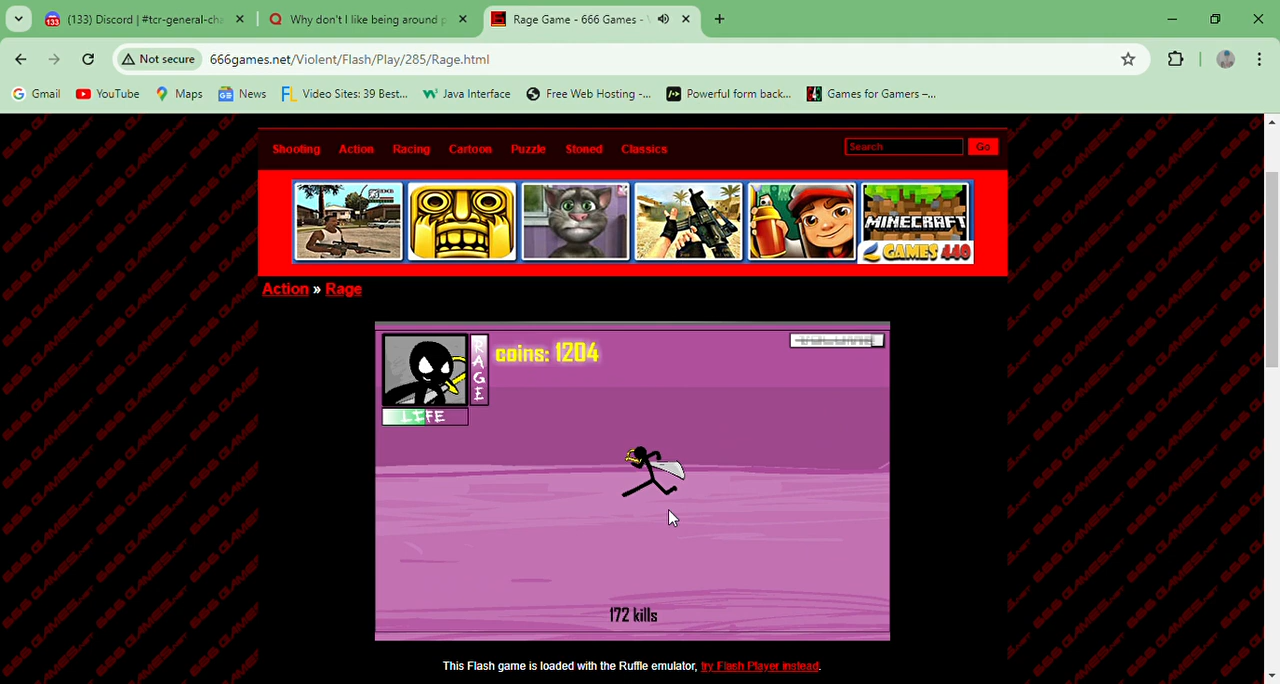 (133) Discord | #tcr-general-cha
Why don't I like being around p
Rage Game - 666 Games - V
Not secure
666games.net/Violent/Flash/Play/285/Rage.html
Gmail
YouTube
Maps
News
Video Sites: 39 Best...
Java Interface
Free Web Hosting -...
Powerful form back...
Games for Gamers –...
Shooting
Action
Racing
Cartoon
Puzzle
Stoned
Classics
Search
Go
MINECRAFT
GAMES 440
Action » Rage
RAGE
coins: 1204
VOLUME
LIFE
172 kills
This Flash game is loaded with the Ruffle emulator, try Flash Player instead.